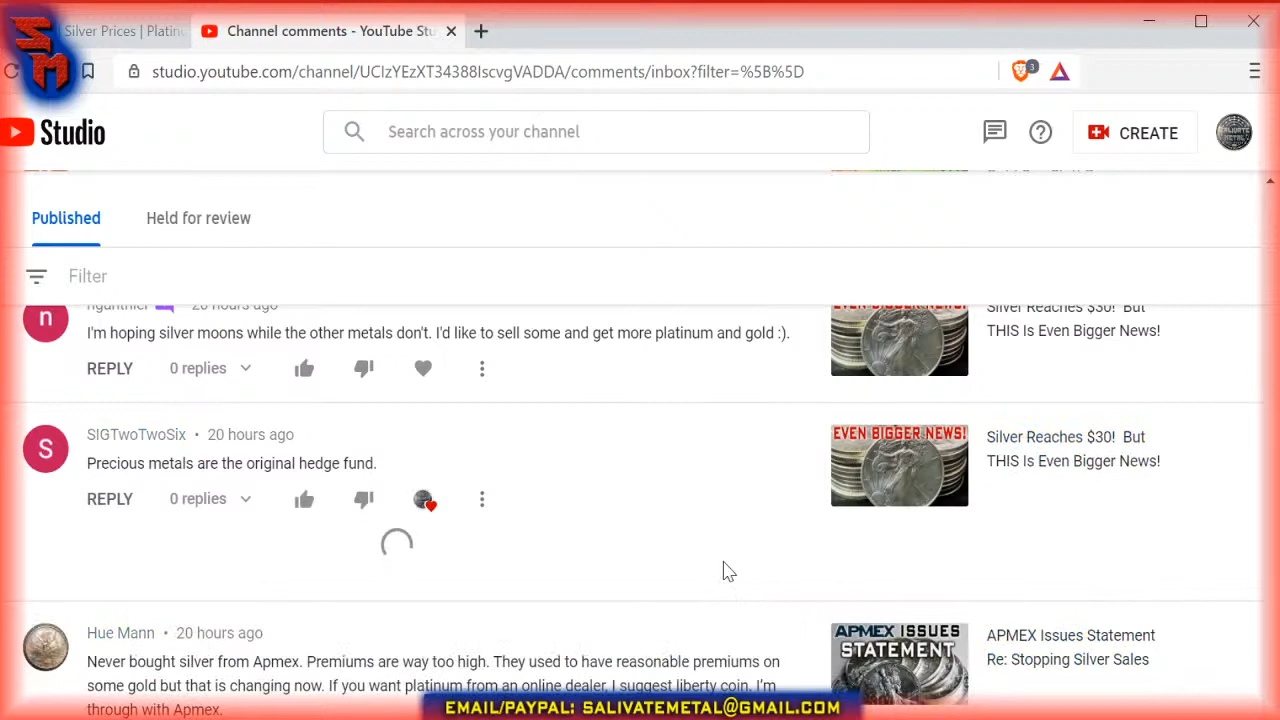 SM
Silver Prices | Platin
Channel comments - YouTube Stu
studio.youtube.com/channel/UCIzYEzXT34388IscvgVADDA/comments/inbox?filter=%5B%5D
3
Studio
Search across your channel
CREATE
Published
Held for review
Filter
20 hours ago
n
I'm hoping silver moons while the other metals don't. I'd like to sell some and get more platinum and gold :).
REPLY 0 replies
EVEN BIGGER NEWS!
Silver Reaches $30! But
THIS Is Even Bigger News!
S
SIGTwoTwoSix • 20 hours ago
Precious metals are the original hedge fund.
REPLY 0 replies
EVEN BIGGER NEWS!
Silver Reaches $30! But
THIS Is Even Bigger News!
Hue Mann • 20 hours ago
Never bought silver from Apmex. Premiums are way too high. They used to have reasonable premiums on
some gold but that is changing now. If you want platinum from an online dealer, I suggest liberty coin. I'm
through with Apmex.
APMEX ISSUES
STATEMENT
APMEX Issues Statement
Re: Stopping Silver Sales
EMAIL/PAYPAL: SALIVATEMETAL@GMAIL.COM